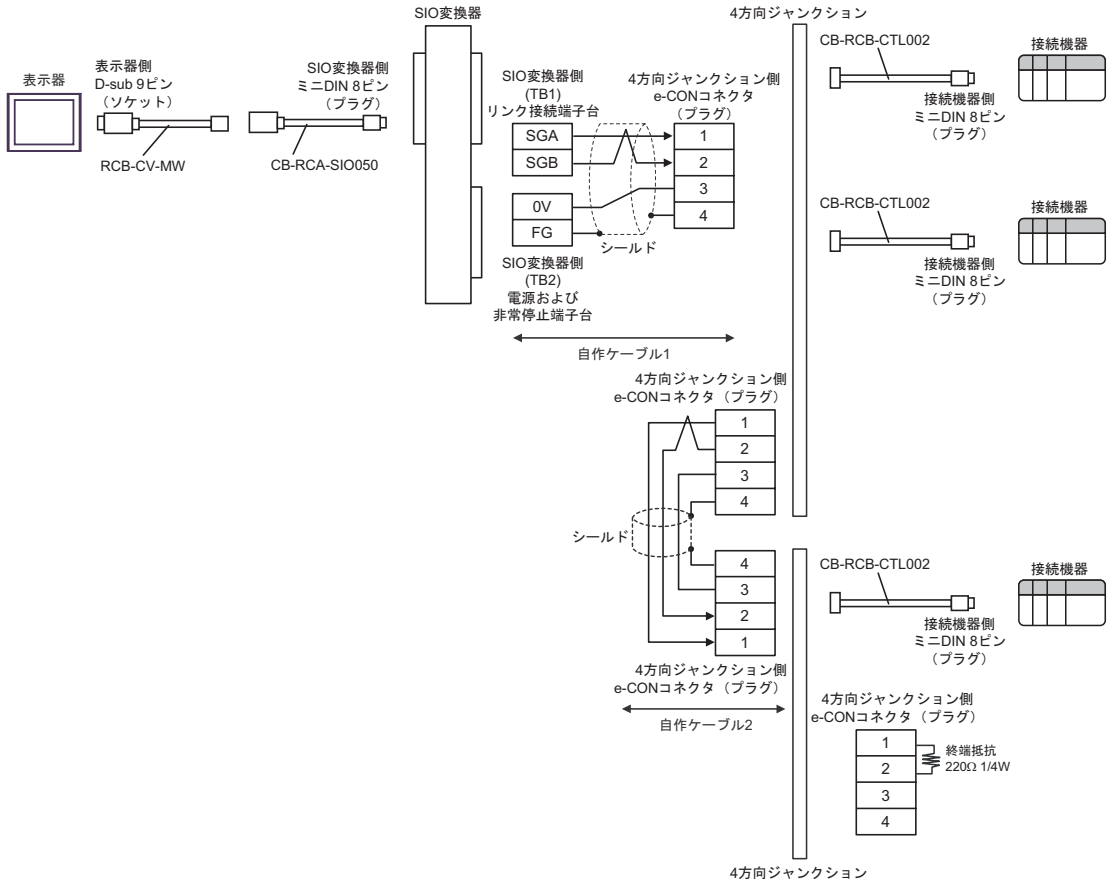 SIO変換器
4方向ジャンクション
表示器
表示器側
D-sub 9ピン
（ソケット）
RCB-CV-MW
SIO変換器側
ミニDIN 8ピン
（プラグ）
CB-RCA-SIO050
SIO変換器側
(TB1)
リンク接続端子台
SGA
SGB
0V
FG
シールド
SIO変換器側
(TB2)
電源および
非常停止端子台
4方向ジャンクション側
e-CONコネクタ
（プラグ）
1
2
3
4
自作ケーブル1
CB-RCB-CTL002
接続機器側
ミニDIN 8ピン
（プラグ）
接続機器
CB-RCB-CTL002
接続機器側
ミニDIN 8ピン
（プラグ）
接続機器
4方向ジャンクション側
e-CONコネクタ（プラグ）
1
2
3
4
シールド
4
3
2
1
4方向ジャンクション側
e-CONコネクタ（プラグ）
自作ケーブル2
CB-RCB-CTL002
接続機器側
ミニDIN 8ピン
（プラグ）
接続機器
4方向ジャンクション側
e-CONコネクタ（プラグ）
1
2
3
4
終端抵抗
220Ω 1/4W
4方向ジャンクション